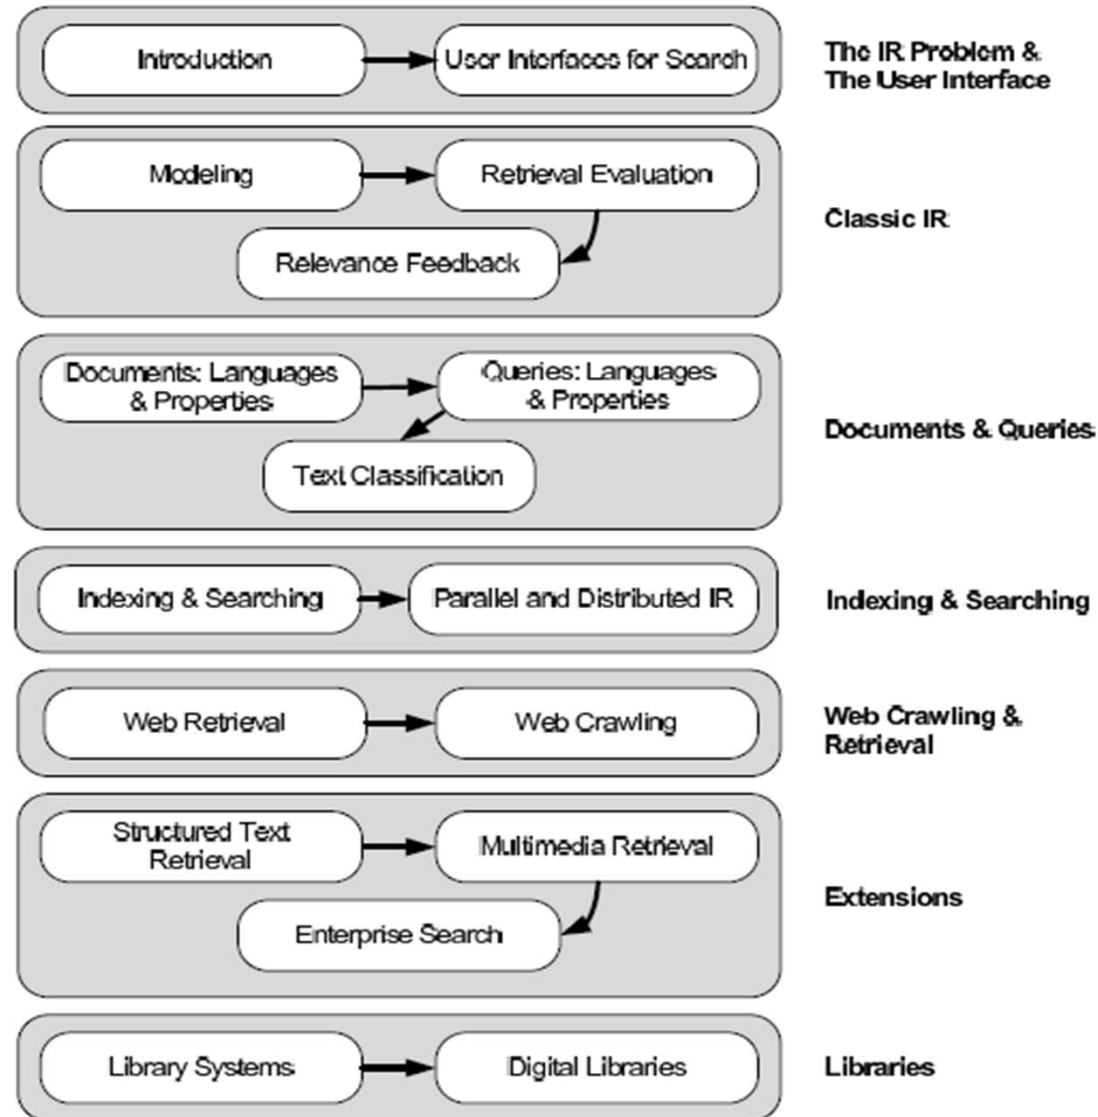 Introduction
User Interfaces for Search
The IR Problem &
The User Interface
Modeling
Retrieval Evaluation
Relevance Feedback
Classic IR
Documents: Languages
& Properties
Queries: Languages
& Properties
Text Classification
Documents & Queries
Indexing & Searching
Parallel and Distributed IR
Indexing & Searching
Web Retrieval
Web Crawling
Web Crawling &
Retrieval
Structured Text
Retrieval
Multimedia Retrieval
Enterprise Search
Extensions
Library Systems
Digital Libraries
Libraries